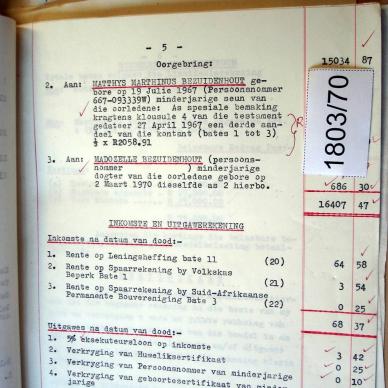 - 5 -
Oorgebring: 15034 87
2. Aan: MATTHYS MARTHINUS BEZUIDENHOUT ge-
bore op 19 Julie 1967 (Persoonsnommer
667-093339W) minderjarige seun van
die oorledene: As spesiale bemaking
kragtens klousule 4 van die testament
gedateer 27 April 1967 een derde aan-
deel van die kontant (bates 1 tot 3)
⅓ x R2058.91
1803/70
3. Aan: MADOZELLE BEZUIDENHOUT (persoons-
nommer ) minderjarige
dogter van die oorledene gebore op
2 Maart 1970 dieselfde as 2 hierbo. 686 30
16407 47
INKOMSTE EN UITGAWEREKENING
Inkomste na datum van dood:-
1. Rente op Leningsheffing bate 11 (20) 64 58
2. Rente op Spaarrekening by Volkskas
Beperk Bate 1 (21) 3 54
3. Rente op Spaarrekening by Suid-Afrikaanse
Permanente Bouvereniging Bate 3 (22) 0 25
68 37
Uitgawes na datum van dood:-
1. 5% eksekuteursloon op inkomste 3 42
2. Verkryging van Huweliksertifikaat 0 25
3. Verkryging van Persoonsnommer van minderjarige 0 25
4. Verkryging van geboortesertifikaat van minder- 0 10
jarige